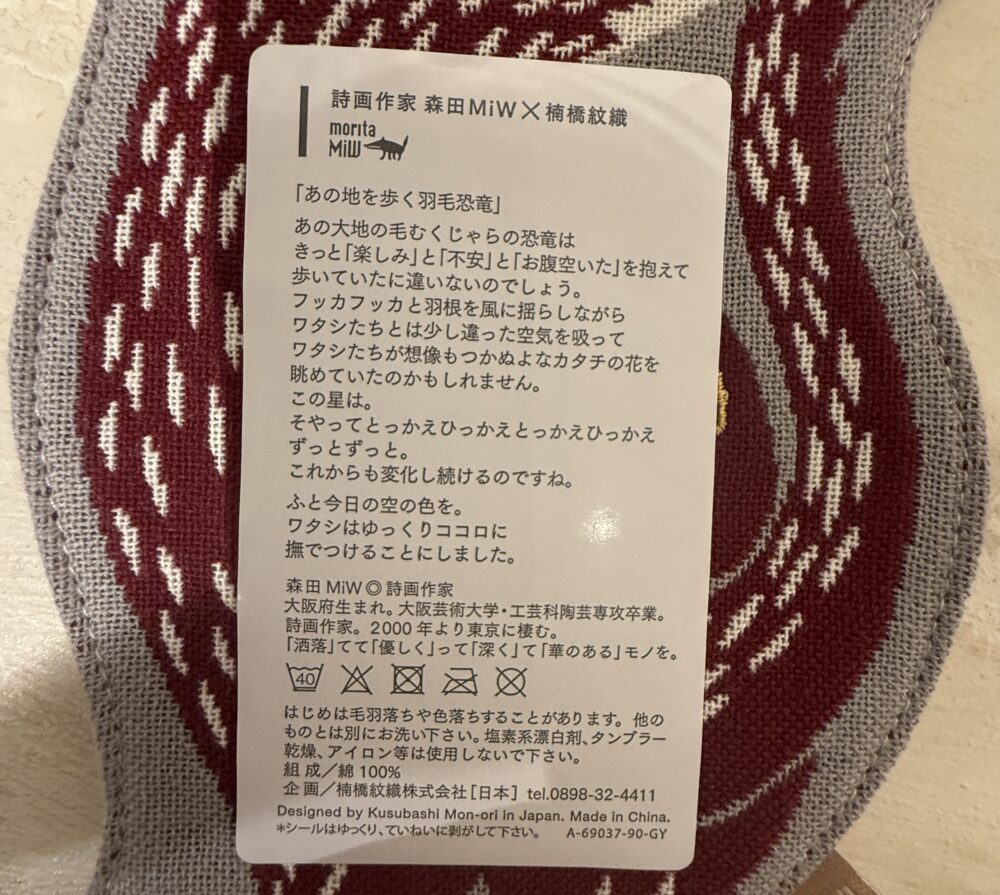 詩画作家 森田MiW×楠橋紋織
morita
MiW
「あの地を歩く羽毛恐竜」
あの大地の毛むくじゃらの恐竜は
きっと「楽しみ」と「不安」と「お腹空いた」を抱えて
歩いていたに違いないのでしょう。
フッカフッカと羽根を風に揺らしながら
ワタシたちとは少し違った空気を吸って
ワタシたちが想像もつかぬよなカタチの花を
眺めていたのかもしれません。
この星は。
そやってとっかえひっかえとっかえひっかえ
ずっとずっと。
これからも変化し続けるのですね。
ふと今日の空の色を。
ワタシはゆっくりココロに
撫でつけることにしました。
森田 MiW◎詩画作家
大阪府生まれ。大阪芸術大学・工芸科陶芸専攻卒業。
詩画作家。2000年より東京に棲む。
「洒落」てて「優しく」って「深く」て「華のある」モノを。
40
はじめは毛羽落ちや色落ちすることがあります。他の
ものとは別にお洗い下さい。塩素系漂白剤、タンブラー
乾燥、アイロン等は使用しないで下さい。
組 成/綿 100%
企 画/楠橋紋織株式会社[日本] tel.0898-32-4411
Designed by Kusubashi Mon-ori in Japan. Made in China.
*シールはゆっくり、ていねいに剥がして下さい。 A-69037-90-GY